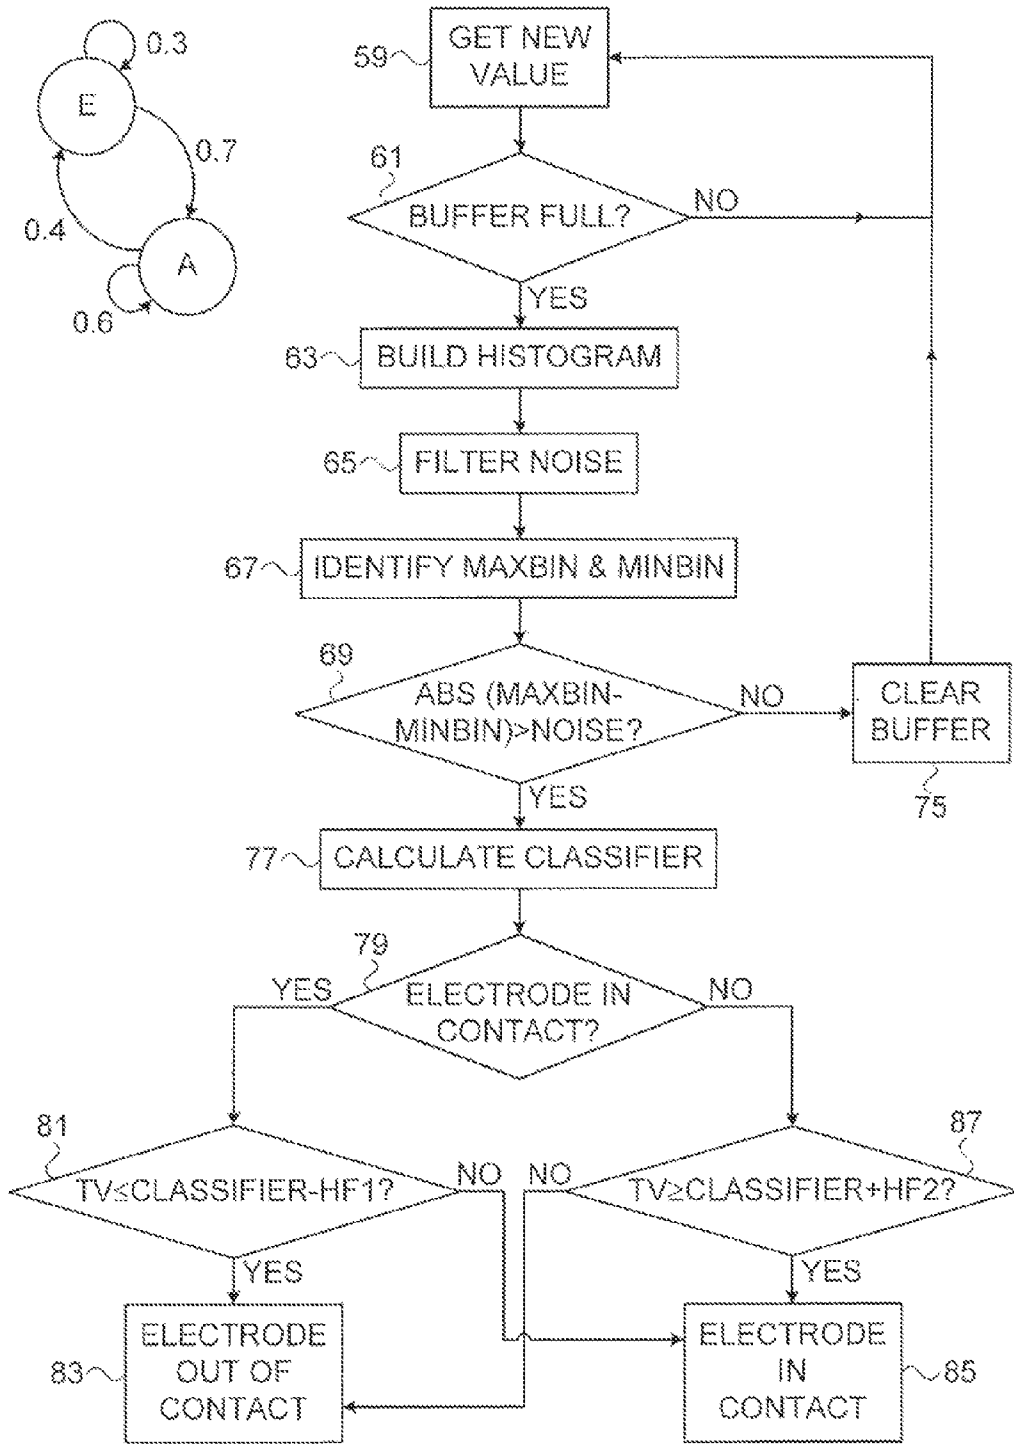 0.3
E
0.7
0.4
A
0.6
59
GET NEW
VALUE
61
BUFFER FULL?
NO
YES
63
BUILD HISTOGRAM
65
FILTER NOISE
67
IDENTIFY MAXBIN & MINBIN
69
ABS (MAXBIN-
MINBIN)>NOISE?
NO
CLEAR
BUFFER
75
YES
77
CALCULATE CLASSIFIER
79
YES
ELECTRODE IN
CONTACT?
NO
81
TV≤CLASSIFIER-HF1?
NO
YES
87
NO
TV≥CLASSIFIER+HF2?
YES
83
ELECTRODE
OUT OF
CONTACT
ELECTRODE
IN
CONTACT
85